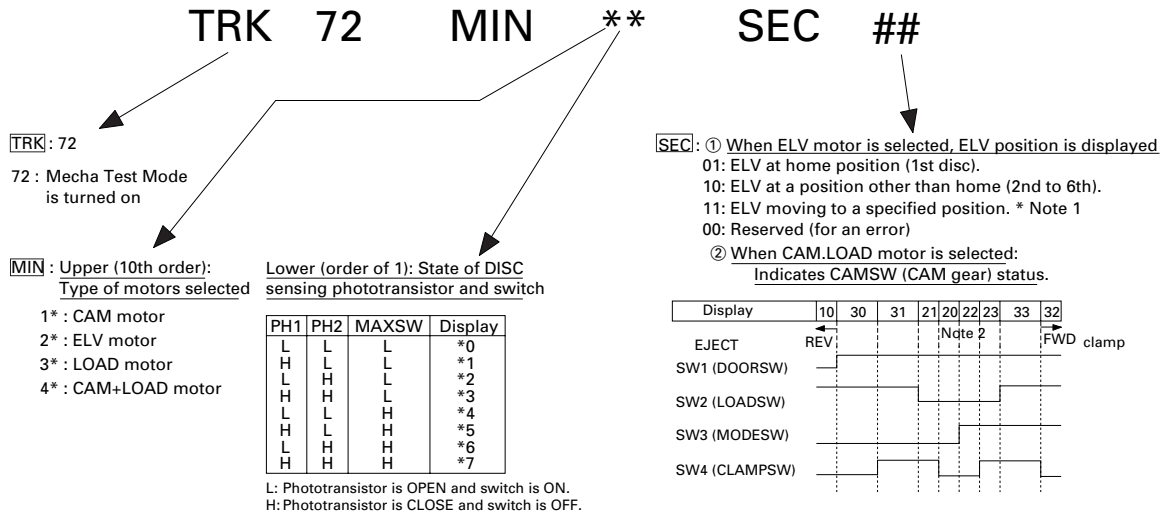 TRK 72 MIN ** SEC ##
TRK : 72
72 : Mecha Test Mode
is turned on
MIN : Upper (10th order):
Type of motors selected
1* : CAM motor
2* : ELV motor
3* : LOAD motor
4* : CAM+LOAD motor
Lower (order of 1): State of DISC
sensing phototransistor and switch
PH1 PH2 MAXSW Display
L L L *0
H L L *1
L H L *2
H H L *3
L L H *4
H L H *5
L H H *6
H H H *7
L: Phototransistor is OPEN and switch is ON.
H: Phototransistor is CLOSE and switch is OFF.
SEC : ① When ELV motor is selected, ELV position is displayed
01: ELV at home position (1st disc).
10: ELV at a position other than home (2nd to 6th).
11: ELV moving to a specified position. * Note 1
00: Reserved (for an error)
② When CAM.LOAD motor is selected:
Indicates CAMSW (CAM gear) status.
Display 10 30 31 21 20 22 23 33 32
EJECT REV Note 2 FWD clamp
SW1 (DOORSW)
SW2 (LOADSW)
SW3 (MODESW)
SW4 (CLAMPSW)